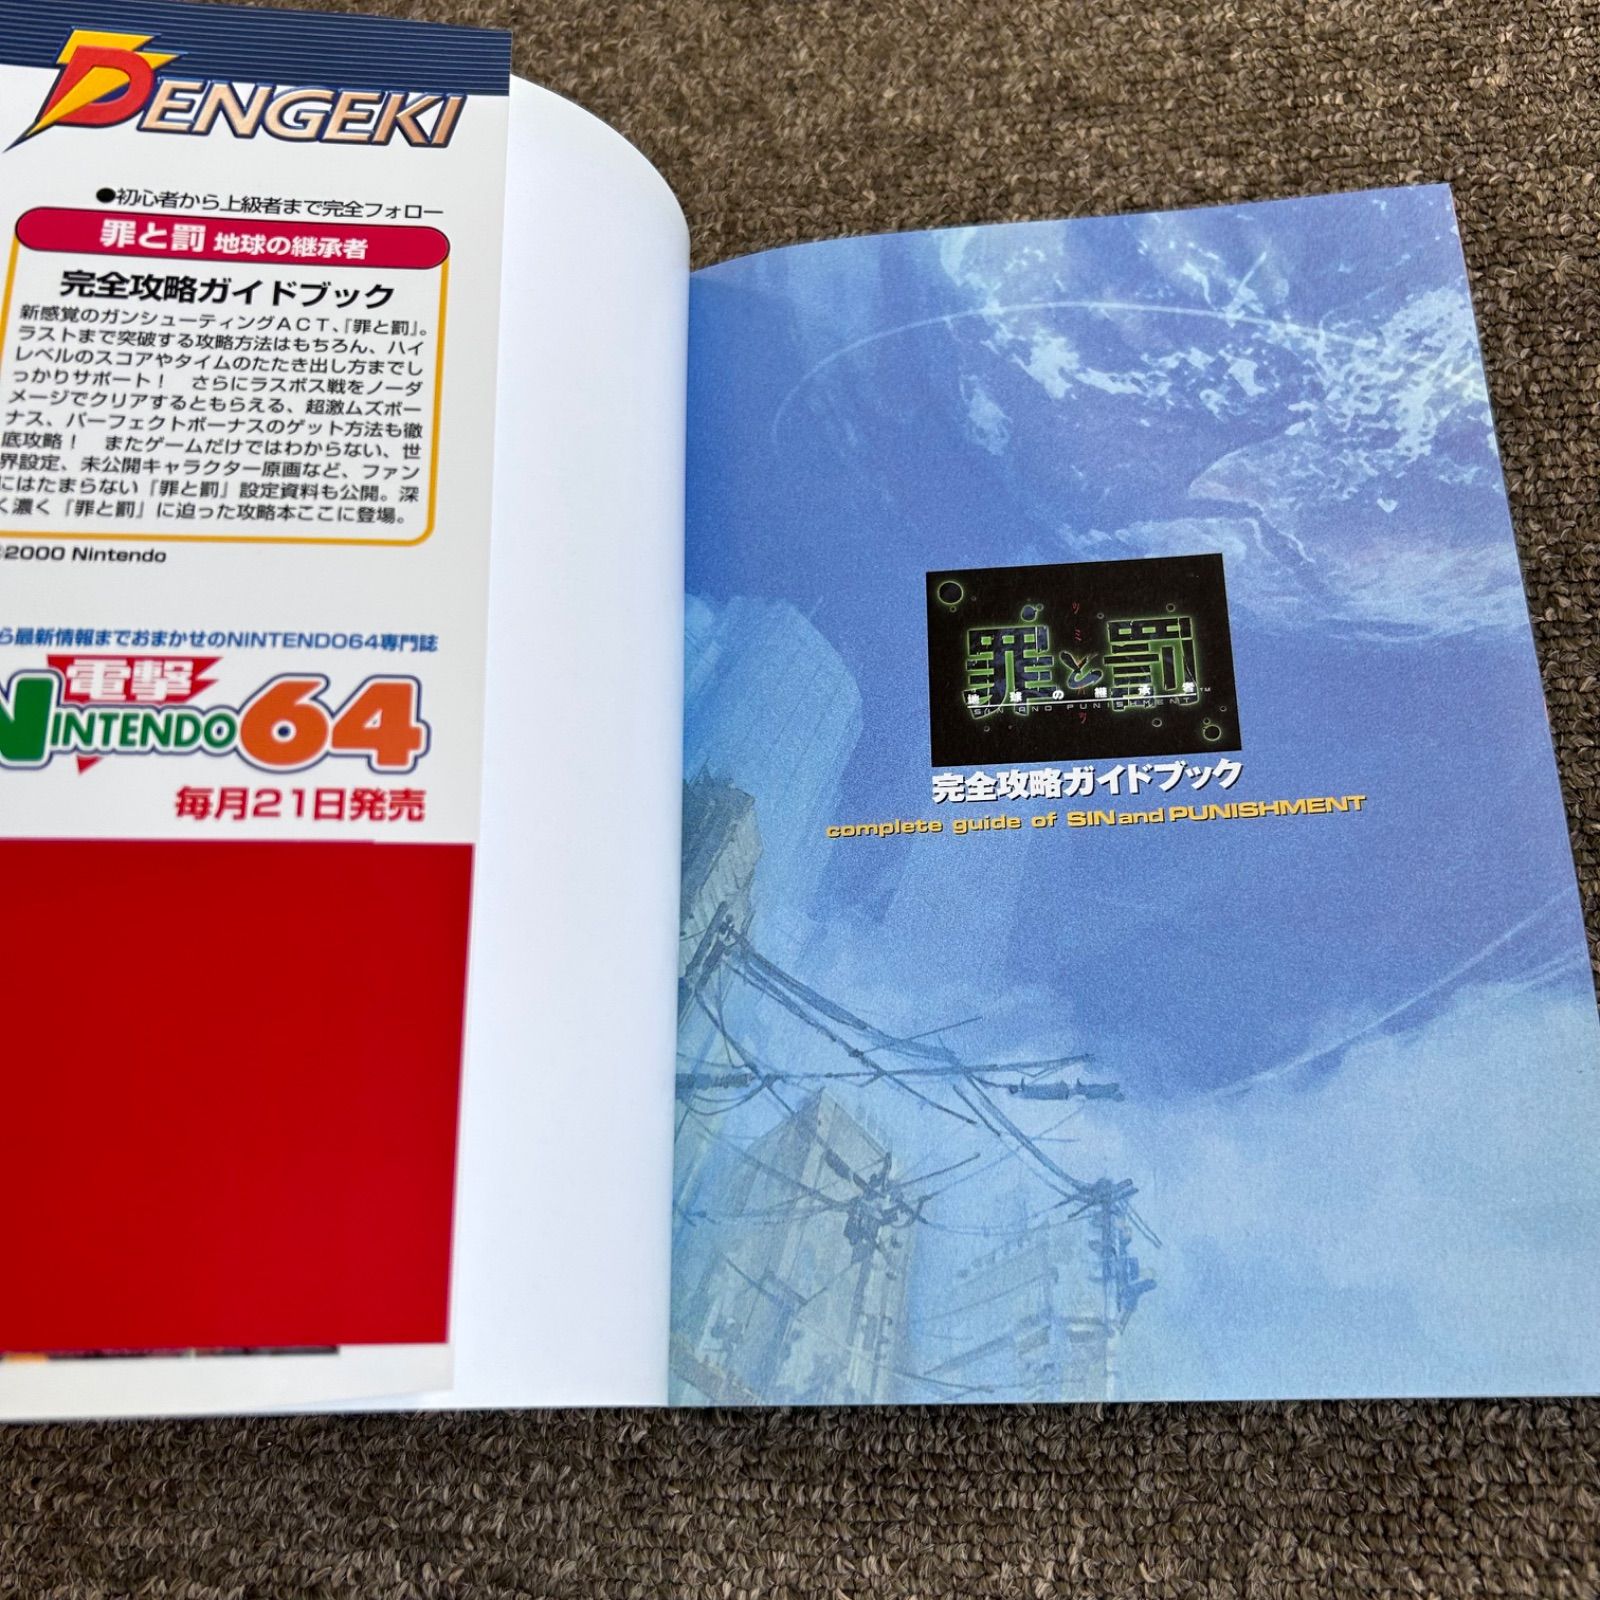 DENGEKI
●初心者から上級者まで完全フォロー
罪と罰 地球の継承者
完全攻略ガイドブック
新感覚のガンシューティングACT、『罪と罰』。
ラストまで突破する攻略方法はもちろん、ハイ
レベルのスコアやタイムのたたき出し方までし
っかりサポート！ さらにラスボス戦をノーダ
メージでクリアするともらえる、超激ムズボー
ナス、パーフェクトボーナスのゲット方法も徹
底攻略！ またゲームだけではわからない、世
界設定、未公開キャラクター原画など、ファン
にはたまらない『罪と罰』設定資料も公開。深
く濃く『罪と罰』に迫った攻略本ここに登場。
©2000 Nintendo
ら最新情報までおまかせのNINTENDO64専門誌
電撃
NINTENDO64
毎月21日発売
罪と罰
地球の継承者™
SIN AND PUNISHMENT
完全攻略ガイドブック
complete guide of SIN and PUNISHMENT